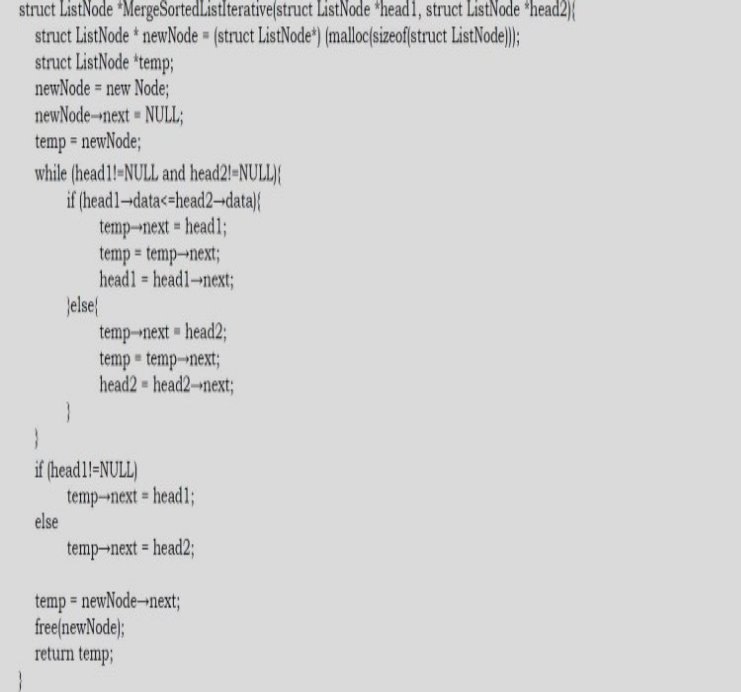 struct ListNode *MergeSortedListIterative(struct ListNode *head1, struct ListNode *head2){
struct ListNode * newNode = (struct ListNode*) (malloc(sizeof(struct ListNode)));
struct ListNode *temp;
newNode = new Node;
newNode→next = NULL;
temp = newNode;
while (head1!=NULL and head2!=NULL){
if (head1→data<=head2→data){
temp→next = head1;
temp = temp→next;
head1 = head1→next;
}else{
temp→next = head2;
temp = temp→next;
head2 = head2→next;
}
}
if (head1!=NULL)
temp→next = head1;
else
temp→next = head2;
temp = newNode→next;
free(newNode);
return temp;
}